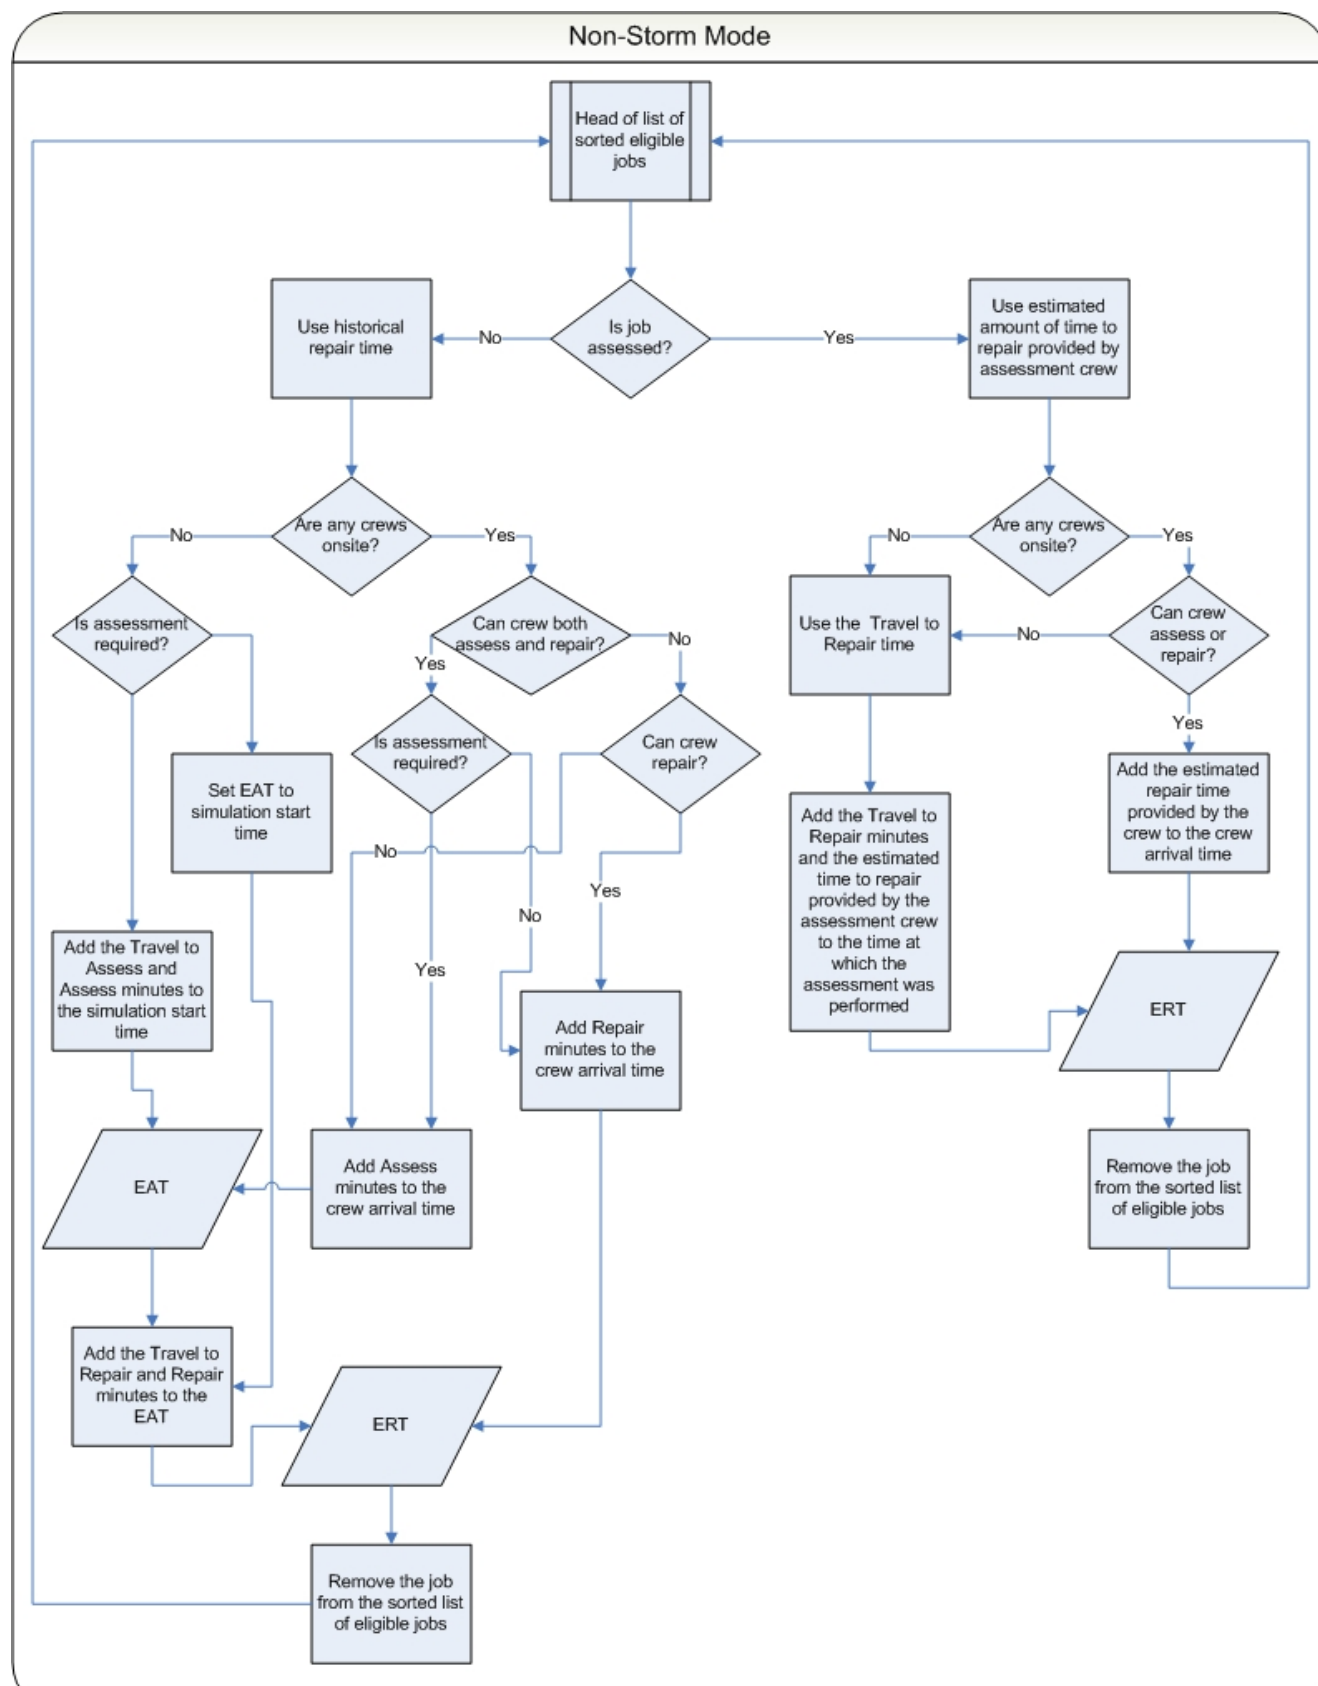 Non-Storm Mode
Head of list of
sorted eligible
jobs
Use historical
repair time
No
Is job
assessed?
Yes
Use estimated
amount of time to
repair provided by
assessment crew
No
Are any crews
onsite?
Yes
No
Are any crews
onsite?
Yes
Is assessment
required?
Can crew both
assess and repair?
No
Yes
Use the Travel to
Repair time
No
Can crew
assess or
repair?
Yes
Set EAT to
simulation start
time
Is assessment
required?
Can crew
repair?
No
Yes
No
Yes
Add the Travel to
Repair minutes
and the estimated
time to repair
provided by the
assessment crew
to the time at
which the
assessment was
performed
Add the estimated
repair time
provided by the
crew to the crew
arrival time
Add the Travel to
Assess and
Assess minutes to
the simulation start
time
Add Repair
minutes to the
crew arrival time
ERT
EAT
Add Assess
minutes to the
crew arrival time
Remove the job
from the sorted list
of eligible jobs
Add the Travel to
Repair and Repair
minutes to the
EAT
ERT
Remove the job
from the sorted list
of eligible jobs